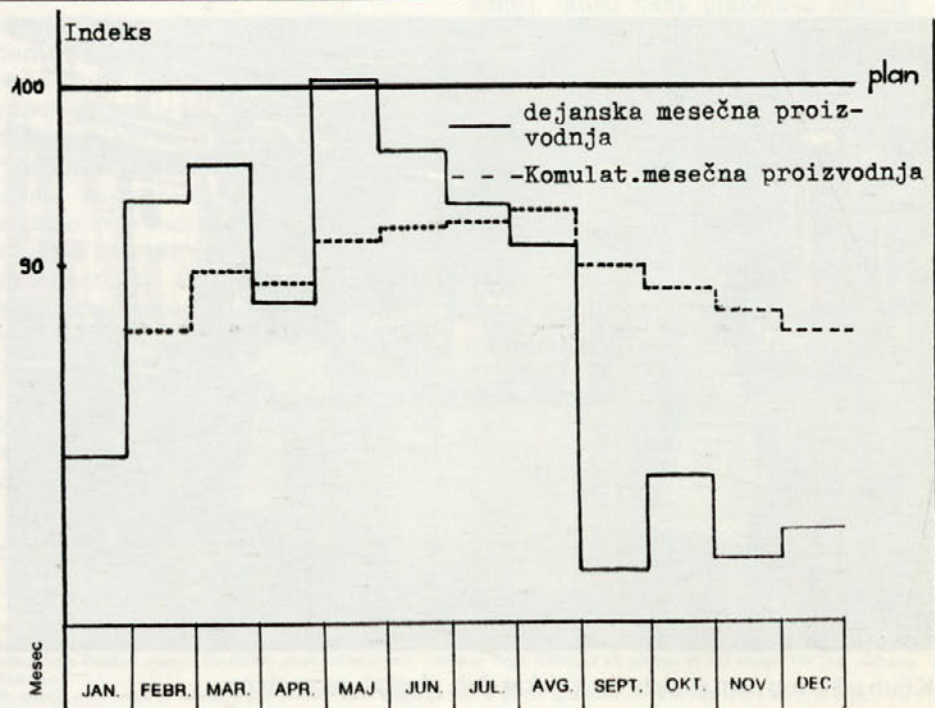 Indeks
100
plan
dejanska mesečna proiz-
vodnja
Komulat.mesečna proizvodnja
90
Mesec
JAN. FEBR. MAR. APR. MAJ JUN. JUL. AVG. SEPT. OKT. NOV. DEC